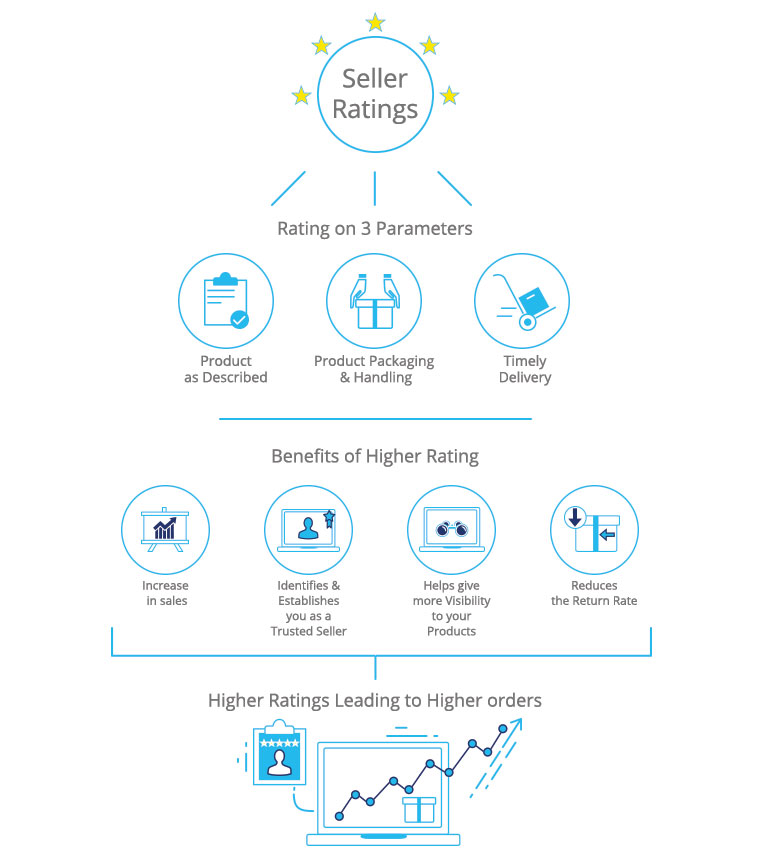 Seller
Ratings
Rating on 3 Parameters
Product
as Described
Product Packaging
& Handling
Timely
Delivery
Benefits of Higher Rating
Increase
in sales
Identifies &
Establishes
you as a
Trusted Seller
Helps give
more Visibility
to your
Products
Reduces
the Return Rate
Higher Ratings Leading to Higher orders